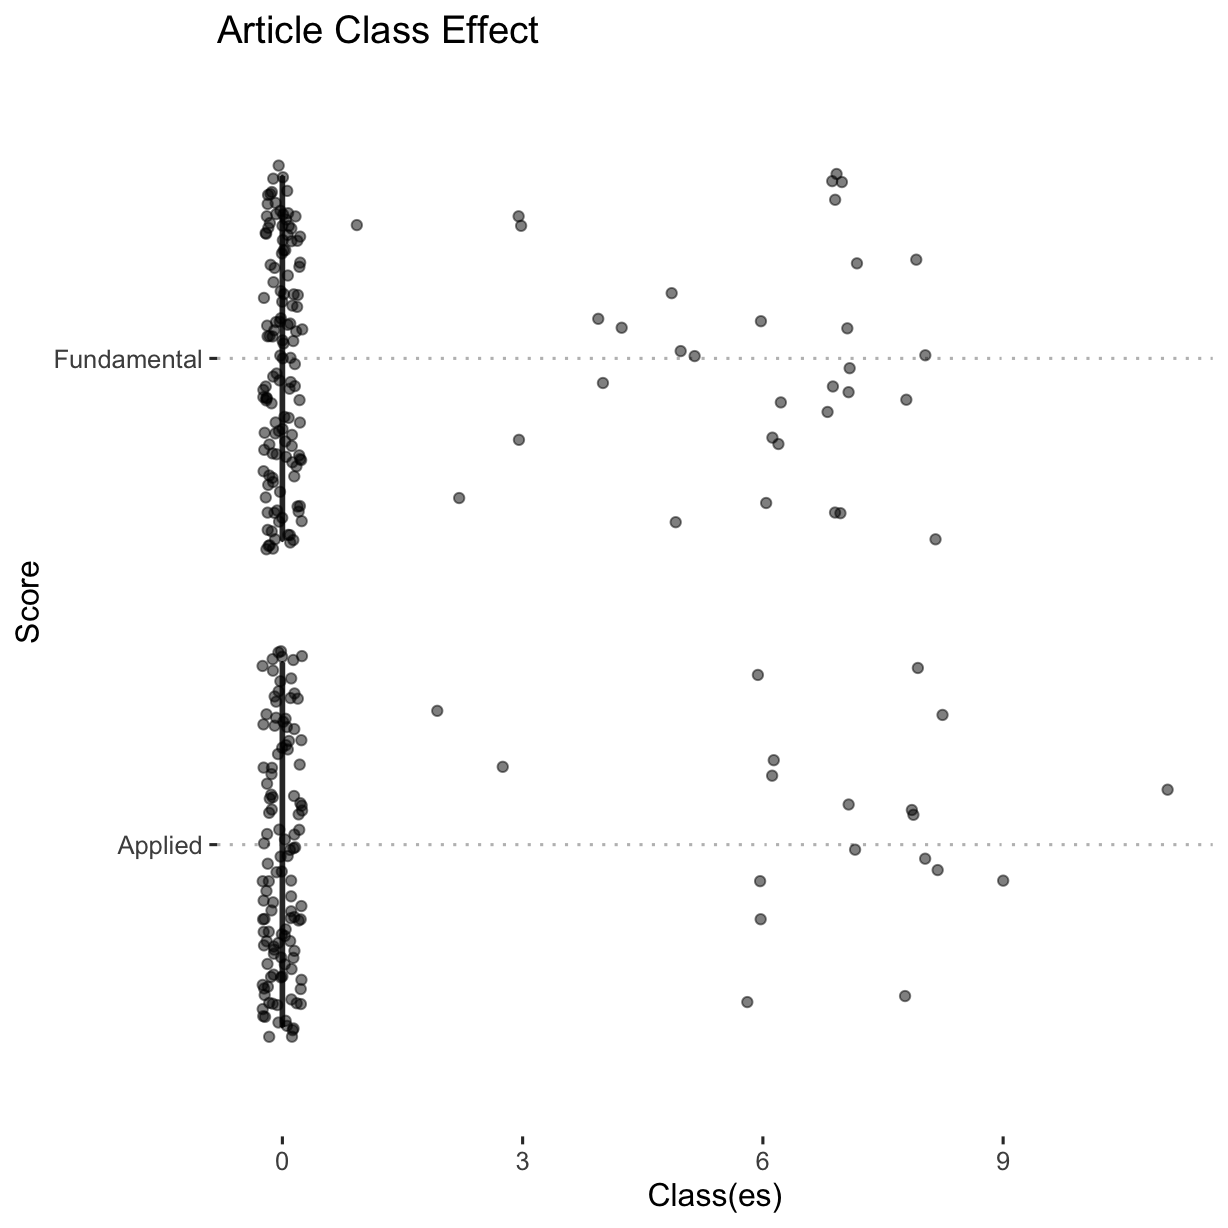 Article Class Effect
Fundamental
Score
Applied
0 3 6 9
Class(es)